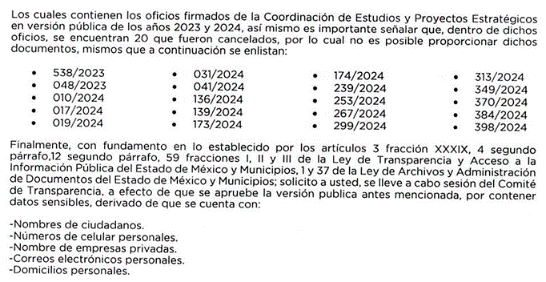 Los cuales contienen los oficios firmados de la Coordinación de Estudios y Proyectos Estratégicos
en versión pública de los años 2023 y 2024, así mismo es importante señalar que, dentro de dichos
oficios, se encuentran 20 que fueron cancelados, por lo cual no es posible proporcionar dichos
documentos, mismos que a continuación se enlistan:
• 538/2023 • 031/2024 • 174/2024 • 313/2024
• 048/2023 • 041/2024 • 239/2024 • 349/2024
• 010/2024 • 136/2024 • 253/2024 • 370/2024
• 017/2024 • 139/2024 • 267/2024 • 384/2024
• 019/2024 • 173/2024 • 299/2024 • 398/2024
Finalmente, con fundamento en lo establecido por los artículos 3 fracción XXXIX, 4 segundo
párrafo,12 segundo párrafo, 59 fracciones I, II y III de la Ley de Transparencia y Acceso a la
Información Pública del Estado de México y Municipios, 1 y 37 de la Ley de Archivos y Administración
de Documentos del Estado de México y Municipios; solicito a usted, se lleve a cabo sesión del Comité
de Transparencia, a efecto de que se apruebe la versión publica antes mencionada, por contener
datos sensibles, derivado de que se cuenta con:
-Nombres de ciudadanos.
-Números de celular personales.
-Nombre de empresas privadas.
-Correos electrónicos personales.
-Domicilios personales.